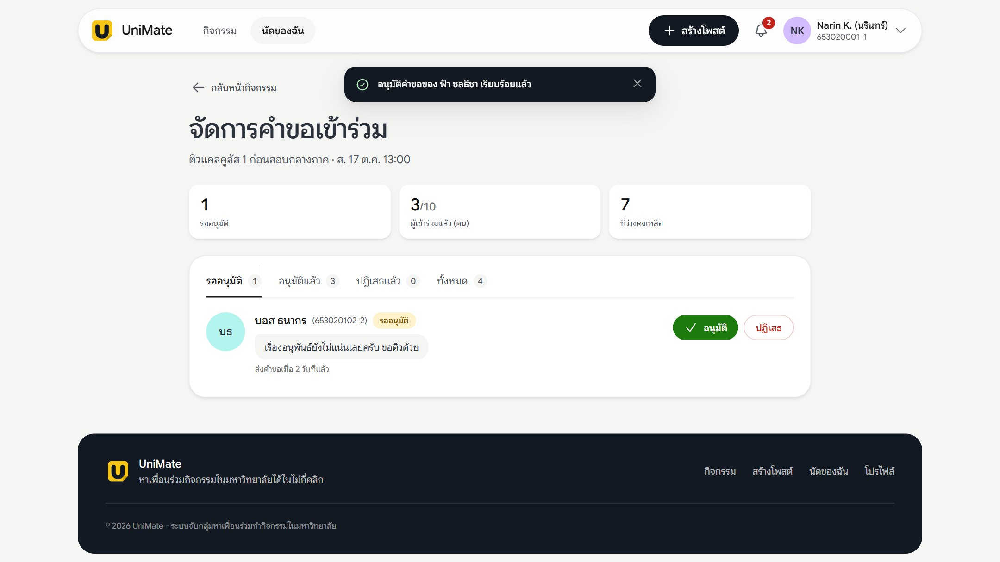 UniMate
กิจกรรม
นัดของฉัน
สร้างโพสต์
2
NK
Narin K. (นรินทร์)
653020001-1
กลับหน้ากิจกรรม
อนุมัติคำขอของ ฟ้า ชลธิชา เรียบร้อยแล้ว
จัดการคำขอเข้าร่วม
ติวแคลคูลัส 1 ก่อนสอบกลางภาค · ส. 17 ต.ค. 13:00
1
รออนุมัติ
3/10
ผู้เข้าร่วมแล้ว (คน)
7
ที่ว่างคงเหลือ
รออนุมัติ 1
อนุมัติแล้ว 3
ปฏิเสธแล้ว 0
ทั้งหมด 4
บธ
บอส ธนากร (653020102-2) รออนุมัติ
เรื่องอนุพันธ์ยังไม่แน่นเลยครับ ขอติวด้วย
ส่งคำขอเมื่อ 2 วันที่แล้ว
อนุมัติ
ปฏิเสธ
UniMate
หาเพื่อนร่วมกิจกรรมในมหาวิทยาลัยได้ในไม่กี่คลิก
กิจกรรม
สร้างโพสต์
นัดของฉัน
โปรไฟล์
© 2026 UniMate - ระบบจับกลุ่มหาเพื่อนร่วมทำกิจกรรมในมหาวิทยาลัย